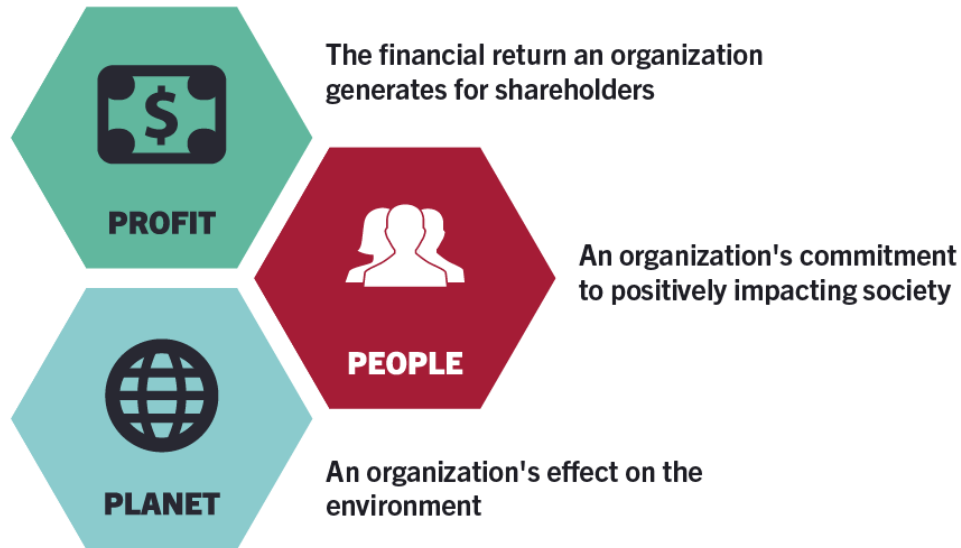 The financial return an organization
generates for shareholders
$
PROFIT
An organization's commitment
to positively impacting society
PEOPLE
An organization's effect on the
environment
PLANET